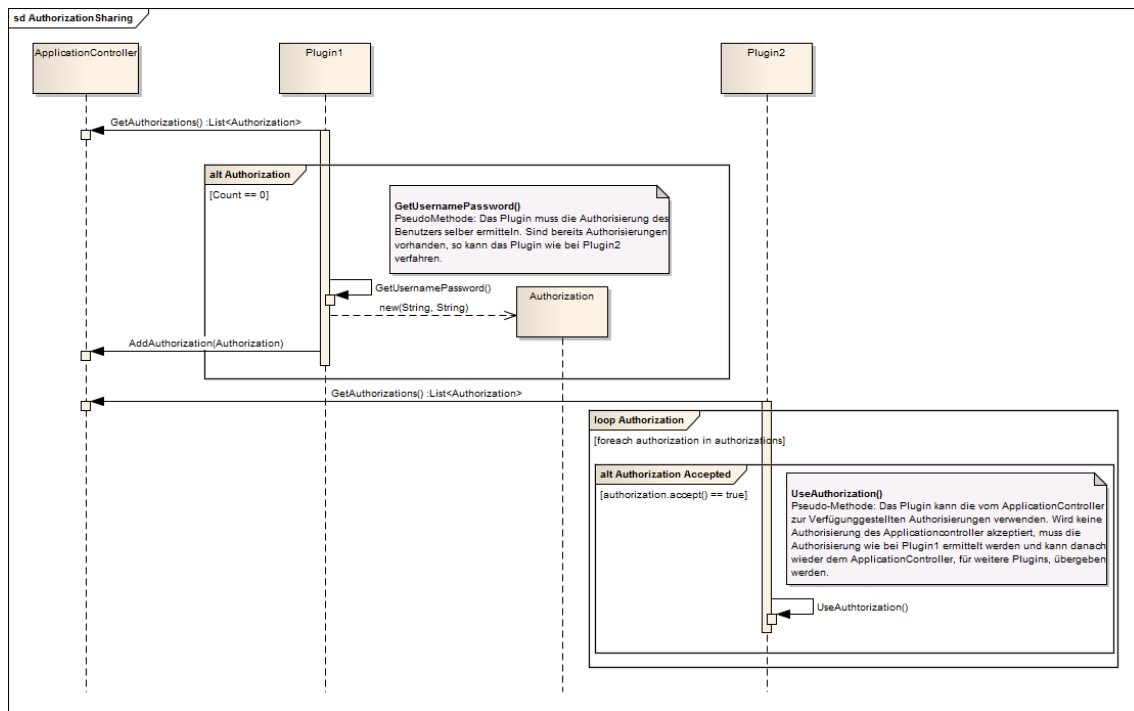 sd AuthorizationSharing
ApplicationController
Plugin1
Plugin2
GetAuthorizations() :List<Authorization>
alt Authorization
[Count == 0]
GetUsernamePassword()
PseudoMethode: Das Plugin muss die Authorisierung des
Benutzers selber ermitteln. Sind bereits Authorisierungen
vorhanden, so kann das Plugin wie bei Plugin2
verfahren.
GetUsernamePassword()
new(String, String)
Authorization
AddAuthorization(Authorization)
GetAuthorizations() :List<Authorization>
loop Authorization
[foreach authorization in authorizations]
alt Authorization Accepted
[authorization.accept() == true]
UseAuthorization()
Pseudo-Methode: Das Plugin kann die vom ApplicationController
zur Verfügunggestellten Authorisierungen verwenden. Wird keine
Authorisierung des Applicationcontroller akzeptiert, muss die
Authorisierung wie bei Plugin1 ermittelt werden und kann danach
wieder dem ApplicationController, für weitere Plugins, übergeben
werden.
UseAuthtorization()